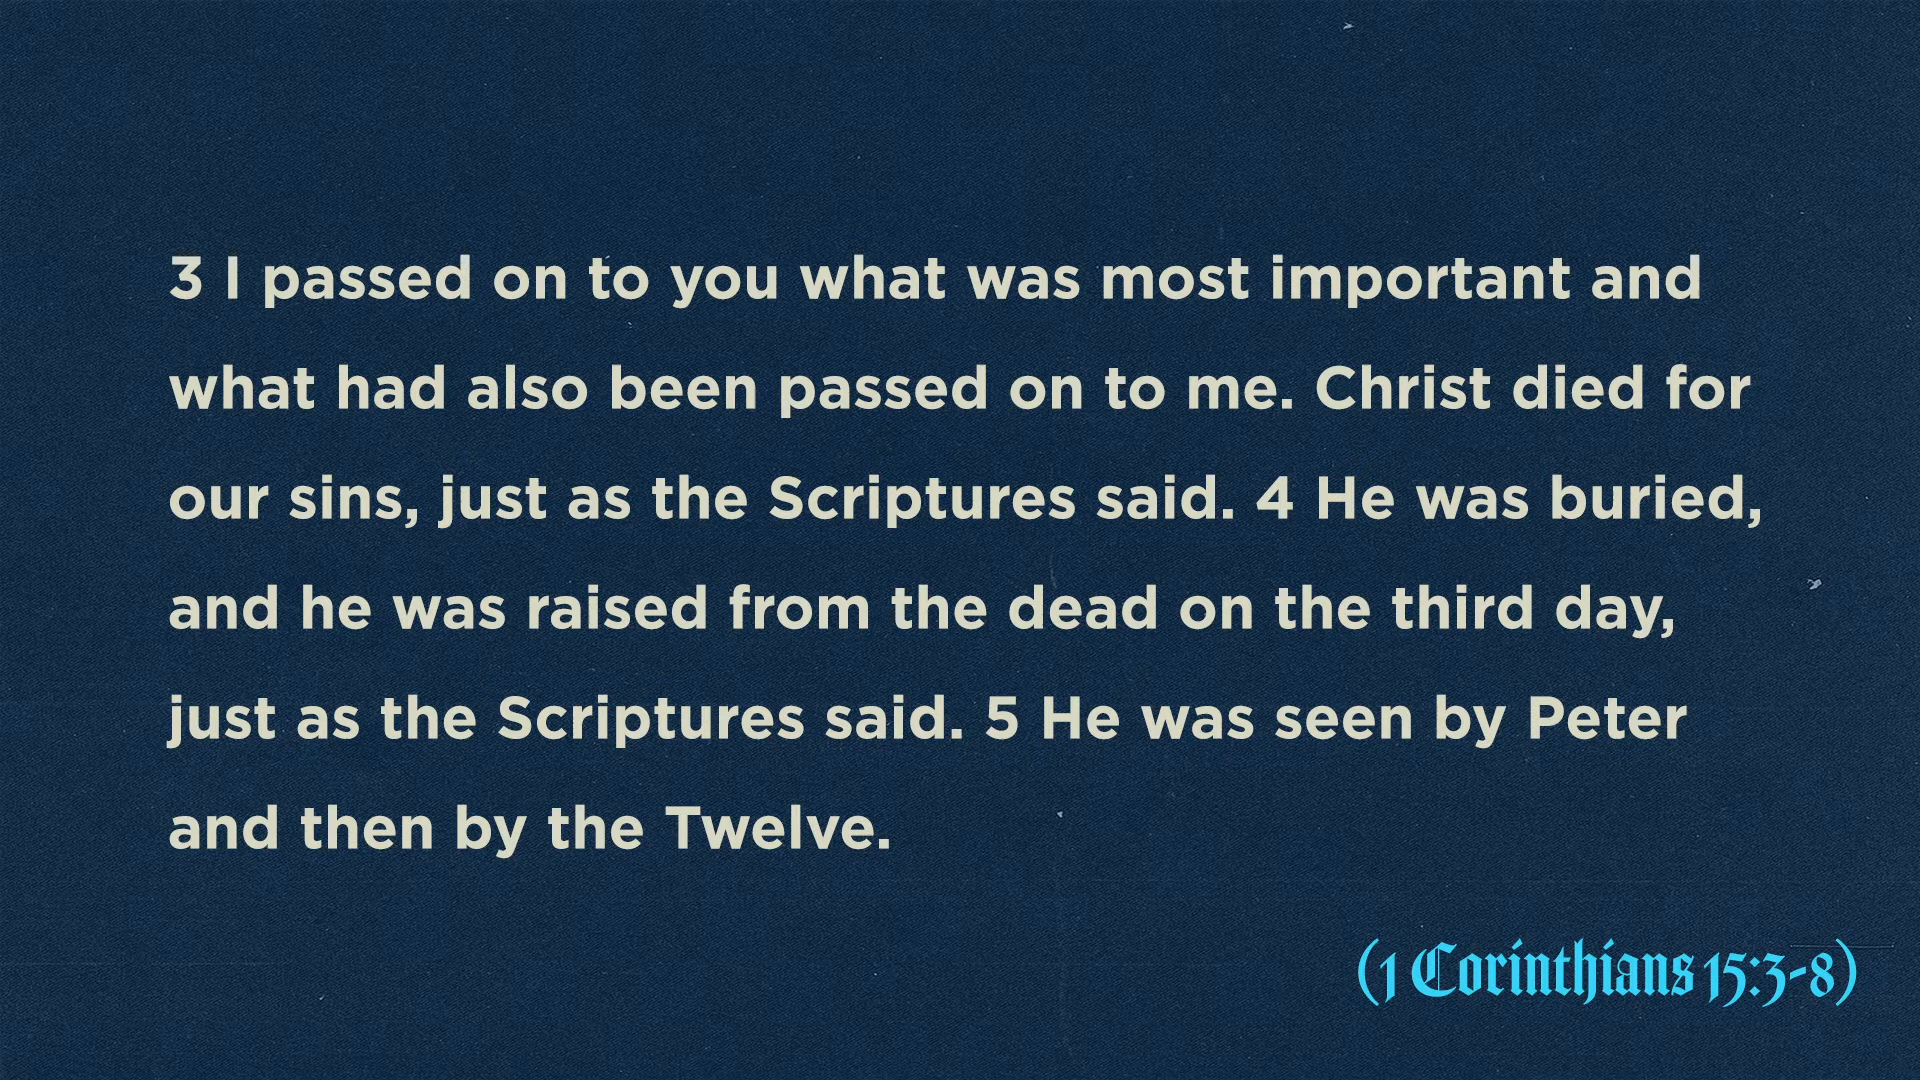 3 I passed on to you what was most important and
what had also been passed on to me. Christ died for
our sins, just as the Scriptures said. 4 He was buried,
and he was raised from the dead on the third day,
just as the Scriptures said. 5 He was seen by Peter
and then by the Twelve.
(1 Corinthians 15:3-8)